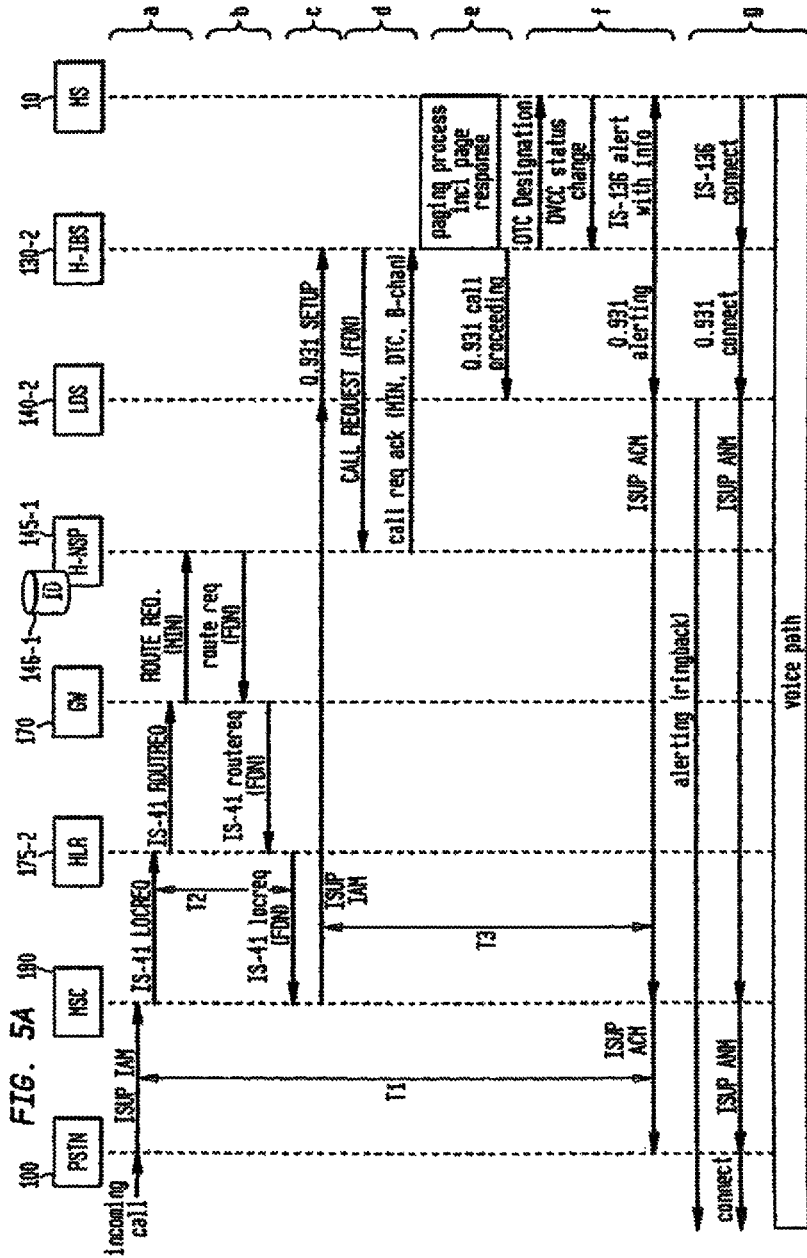 FIG. 5A
100
PSTN
180
MSC
175-2
HLR
170
GW
146-1
ID
145-1
H-NSP
140-2
LDS
130-2
H-IBS
10
MS
incoming
call
ISUP IAM
IS-41 LOCREQ
IS-41 ROUTREQ
ROUTE REQ.
(MIN)
a
route req
(FDN)
IS-41 routereq
(FDN)
b
T2
IS-41 locreq
(FDN)
ISUP
IAM
Q.931 SETUP
c
CALL REQUEST (FDN)
call req ack (MIN, DTC, B-chan)
d
paging process
incl page
response
Q.931 call
proceeding
e
T1
T3
DTC Designation
DVCC status
change
ISUP
ACM
ISUP ACM
Q.931
alerting
IS-136 alert
with info
f
alerting (ringback)
connect
ISUP ANM
ISUP ANM
Q.931
connect
IS-136
connect
g
voice path